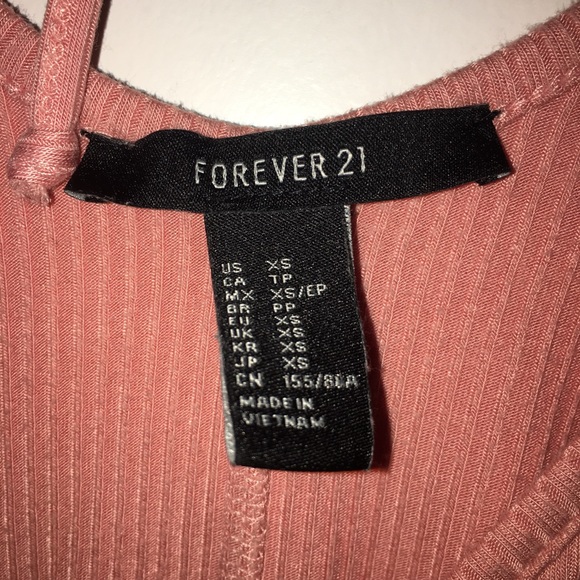 FOREVER 21
US XS
CA TP
MX XS/EP
BR PP
EU XS
UK XS
KR XS
JP XS
CN 155/80A
MADE IN
VIETNAM